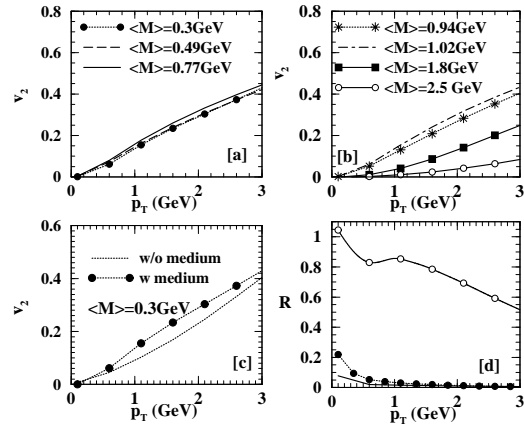 0.6
<M>=0.3GeV
<M>=0.49GeV
<M>=0.77GeV
0.4
v2
0.2
[a]
0
0 1 2 3
pT (GeV)
0.6
<M>=0.94GeV
<M>=1.02GeV
<M>=1.8GeV
<M>=2.5 GeV
0.4
v2
0.2
[b]
0
0 1 2 3
pT (GeV)
0.6
w/o medium
w medium
0.4
<M>=0.3GeV
v2
0.2
[c]
0
0 1 2 3
pT (GeV)
1
0.8
R
0.6
0.4
0.2
[d]
0
0 1 2 3
pT (GeV)